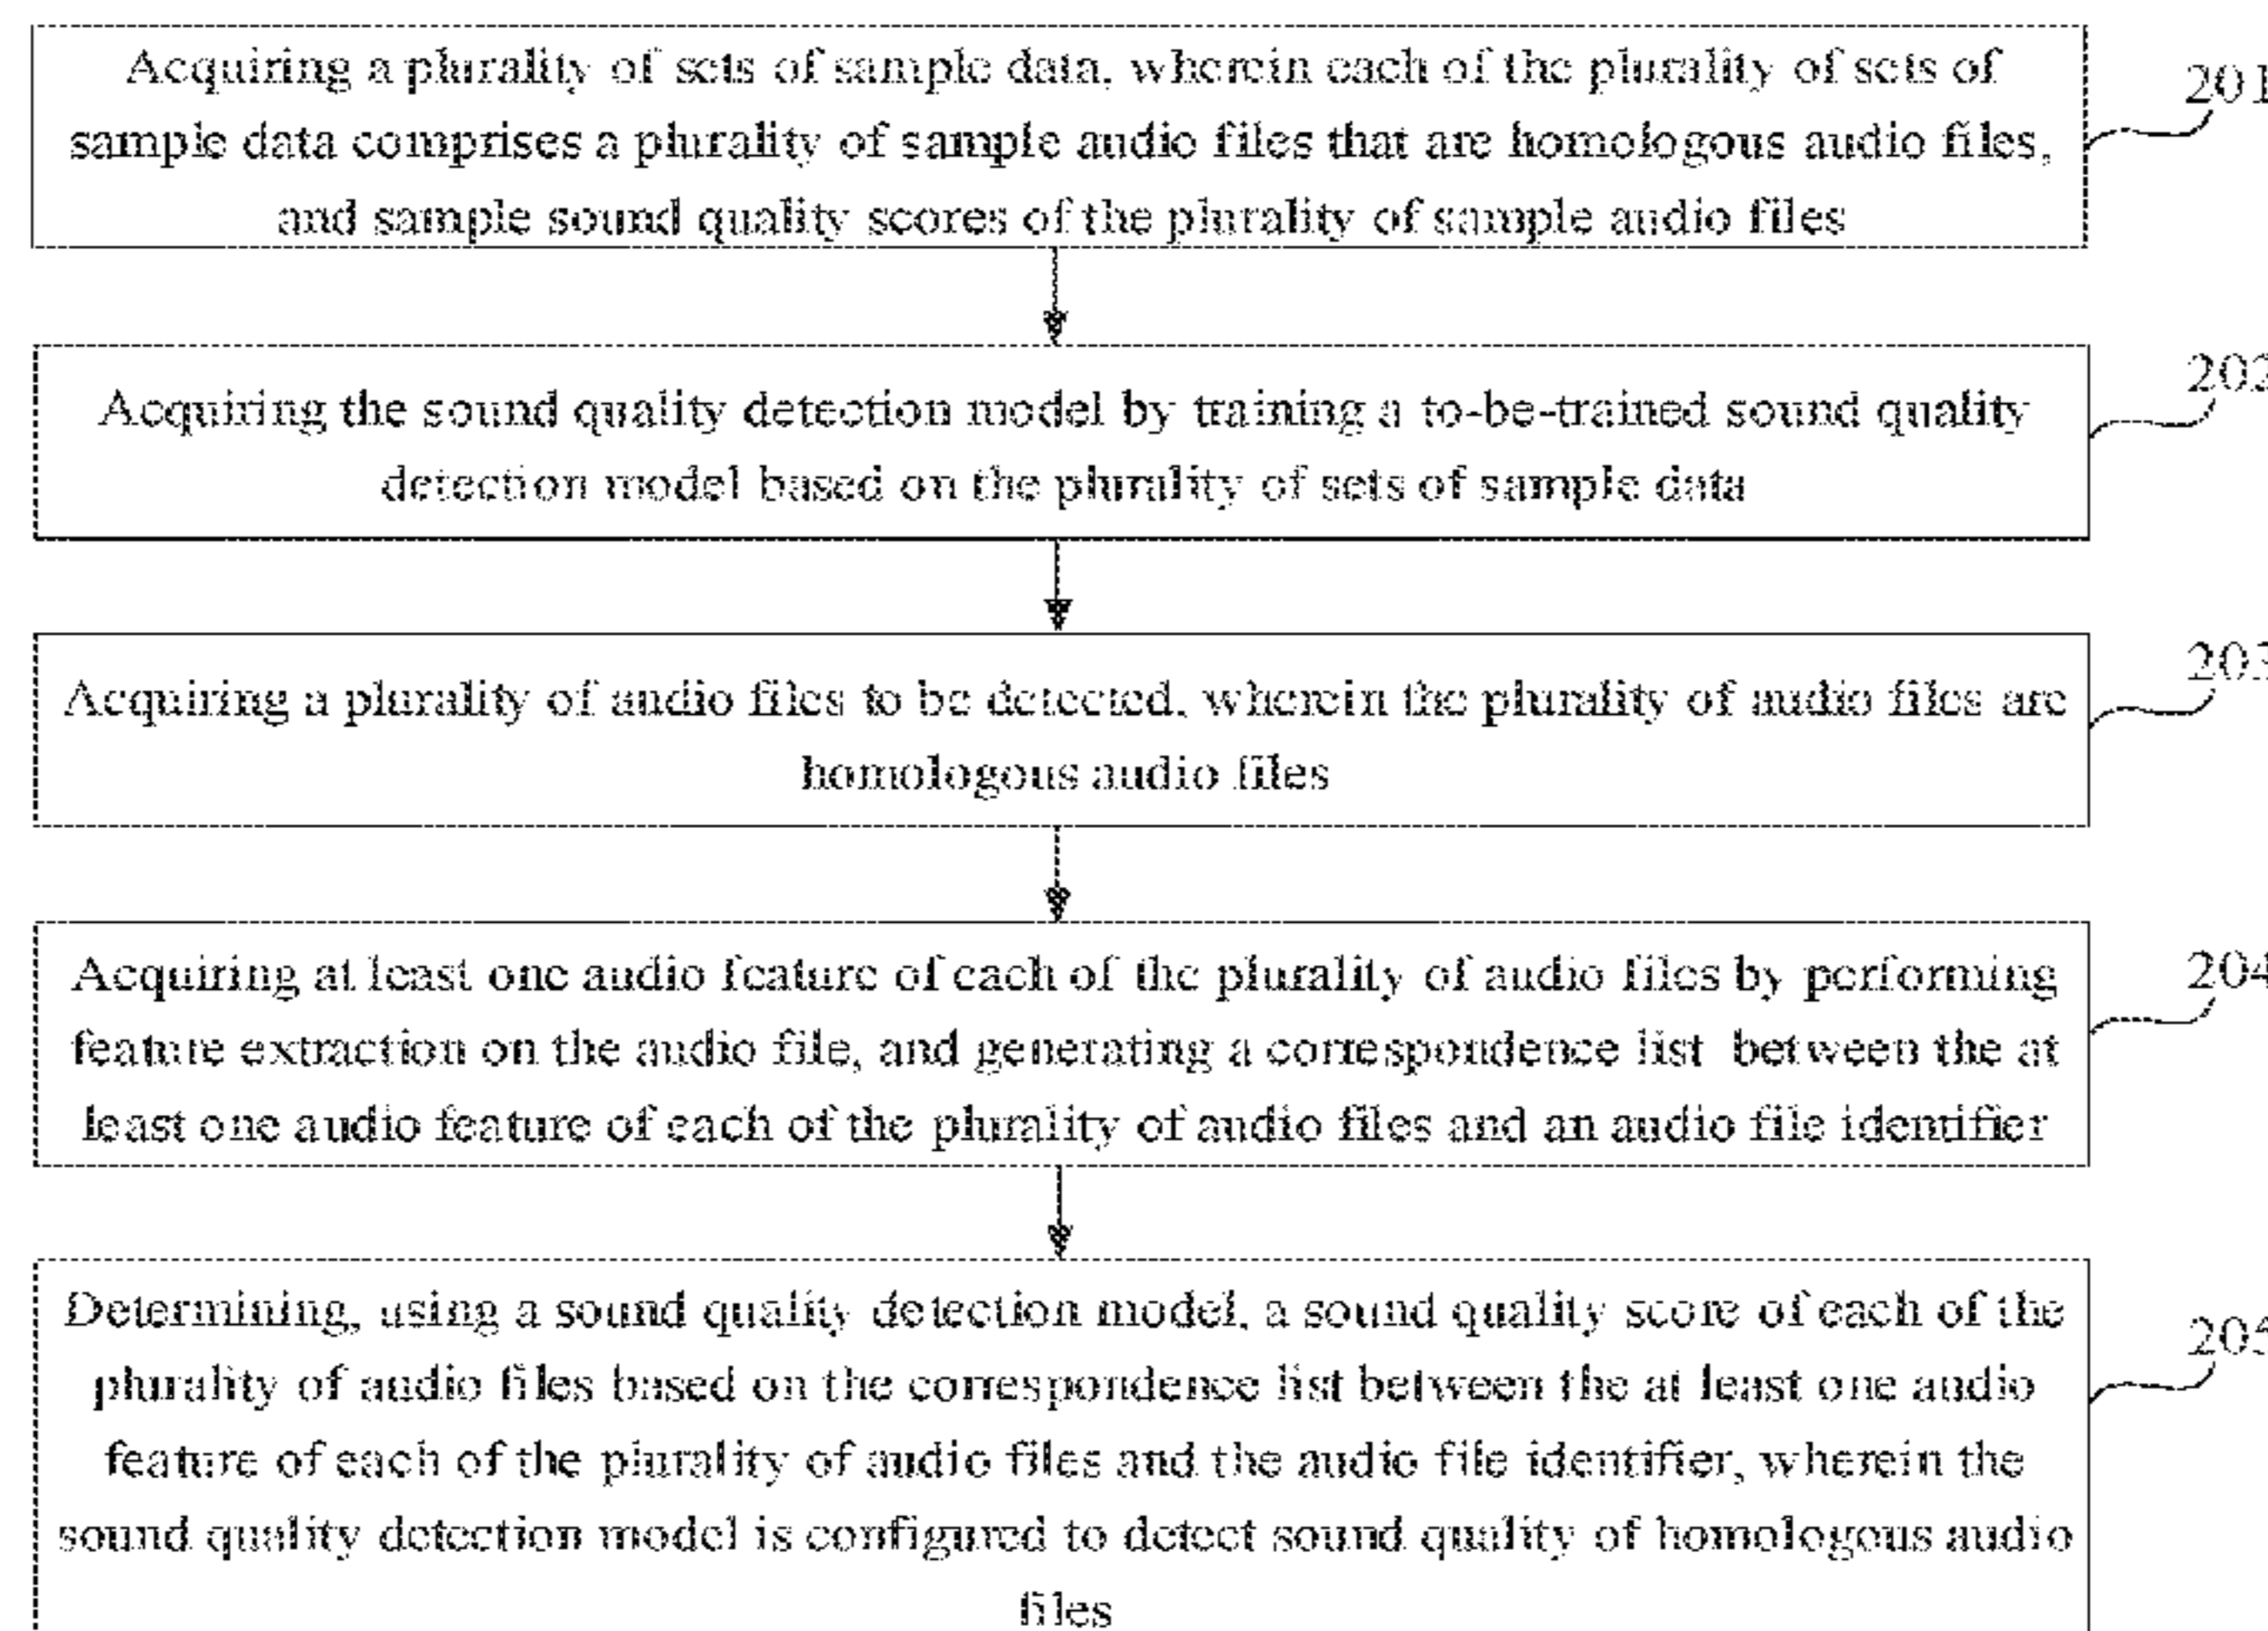 Acquiring a plurality of sets of sample data, wherein each of the plurality of sets of
201
sample data comprises a plurality of sample audio files that are homologous audio files,
and sample sound quality scores of the plurality of sample audio files
202
Acquiring the sound quality detection model by training a to-be-trained sound quality
detection model based on the plurality of sets of sample data
203
Acquiring a plurality of audio files to be detected, wherein the plurality of audio files are
homologous audio files
204
Acquiring at least one audio feature of each of the plurality of audio files by performing
feature extraction on the audio file, and generating a correspondence list between the at
least one audio feature of each of the plurality of audio files and an audio file identifier
205
Determining, using a sound quality detection model, a sound quality score of each of the
plurality of audio files based on the correspondence list between the at least one audio
feature of each of the plurality of audio files and the audio file identifier, wherein the
sound quality detection model is configured to detect sound quality of homologous audio
files